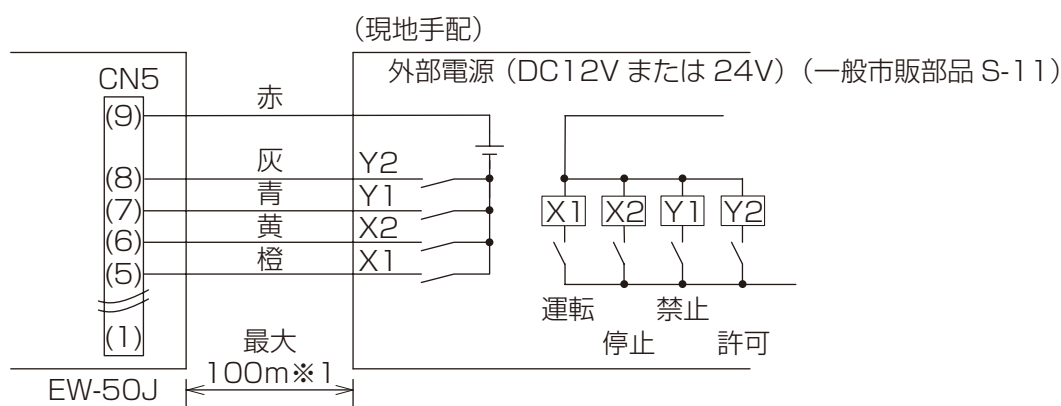 (現地手配)
外部電源（DC12V または 24V）（一般市販部品 S-11）
CN5
(9)
赤
(8)
灰
Y2
(7)
青
Y1
(6)
黄
X2
(5)
橙
X1
(1)
X1 X2 Y1 Y2
運転
禁止
停止
許可
最大
100m※1
EW-50J